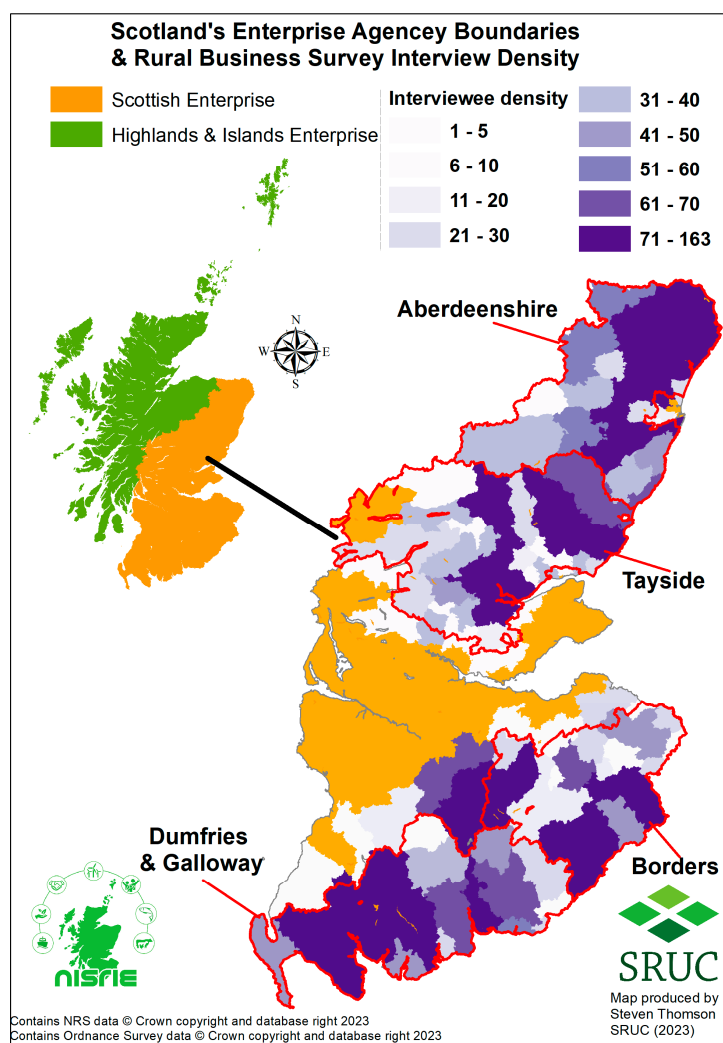 Scotland's Enterprise Agencey Boundaries
& Rural Business Survey Interview Density
Scottish Enterprise
Highlands & Islands Enterprise
Interviewee density
1 - 5
6 - 10
11 - 20
21 - 30
31 - 40
41 - 50
51 - 60
61 - 70
71 - 163
N
W
E
S
Aberdeenshire
Tayside
Dumfries
& Galloway
Borders
NISRIE
SRUC
Map produced by
Steven Thomson
SRUC (2023)
Contains NRS data © Crown copyright and database right 2023
Contains Ordnance Survey data © Crown copyright and database right 2023